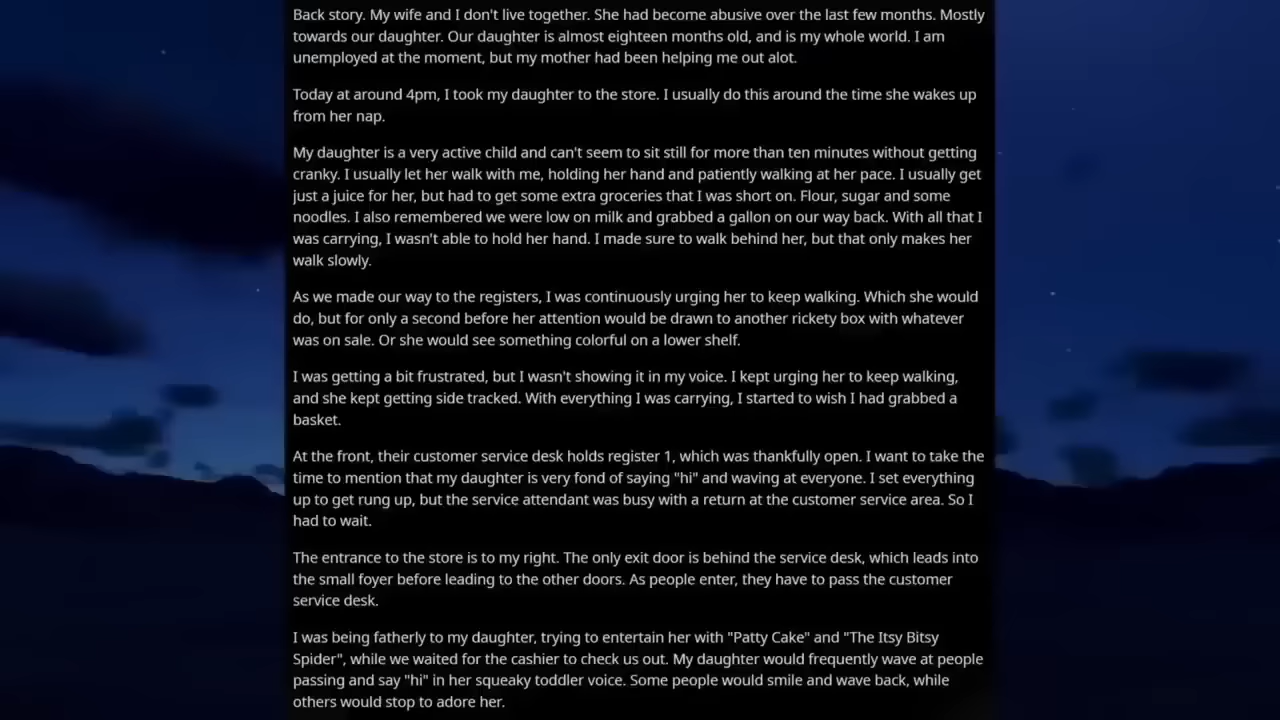 Back story. My wife and I don't live together. She had become abusive over the last few months. Mostly
towards our daughter. Our daughter is almost eighteen months old, and is my whole world. I am
unemployed at the moment, but my mother had been helping me out alot.
Today at around 4pm, I took my daughter to the store. I usually do this around the time she wakes up
from her nap.
My daughter is a very active child and can't seem to sit still for more than ten minutes without getting
cranky. I usually let her walk with me, holding her hand and patiently walking at her pace. I usually get
just a juice for her, but had to get some extra groceries that I was short on. Flour, sugar and some
noodles. I also remembered we were low on milk and grabbed a gallon on our way back. With all that I
was carrying, I wasn't able to hold her hand. I made sure to walk behind her, but that only makes her
walk slowly.
As we made our way to the registers, I was continuously urging her to keep walking. Which she would
do, but for only a second before her attention would be drawn to another rickety box with whatever
was on sale. Or she would see something colorful on a lower shelf.
I was getting a bit frustrated, but I wasn't showing it in my voice. I kept urging her to keep walking,
and she kept getting side tracked. With everything I was carrying, I started to wish I had grabbed a
basket.
At the front, their customer service desk holds register 1, which was thankfully open. I want to take the
time to mention that my daughter is very fond of saying "hi" and waving at everyone. I set everything
up to get rung up, but the service attendant was busy with a return at the customer service area. So I
had to wait.
The entrance to the store is to my right. The only exit door is behind the service desk, which leads into
the small foyer before leading to the other doors. As people enter, they have to pass the customer
service desk.
I was being fatherly to my daughter, trying to entertain her with "Patty Cake" and "The Itsy Bitsy
Spider", while we waited for the cashier to check us out. My daughter would frequently wave at people
passing and say "hi" in her squeaky toddler voice. Some people would smile and wave back, while
others would stop to adore her.